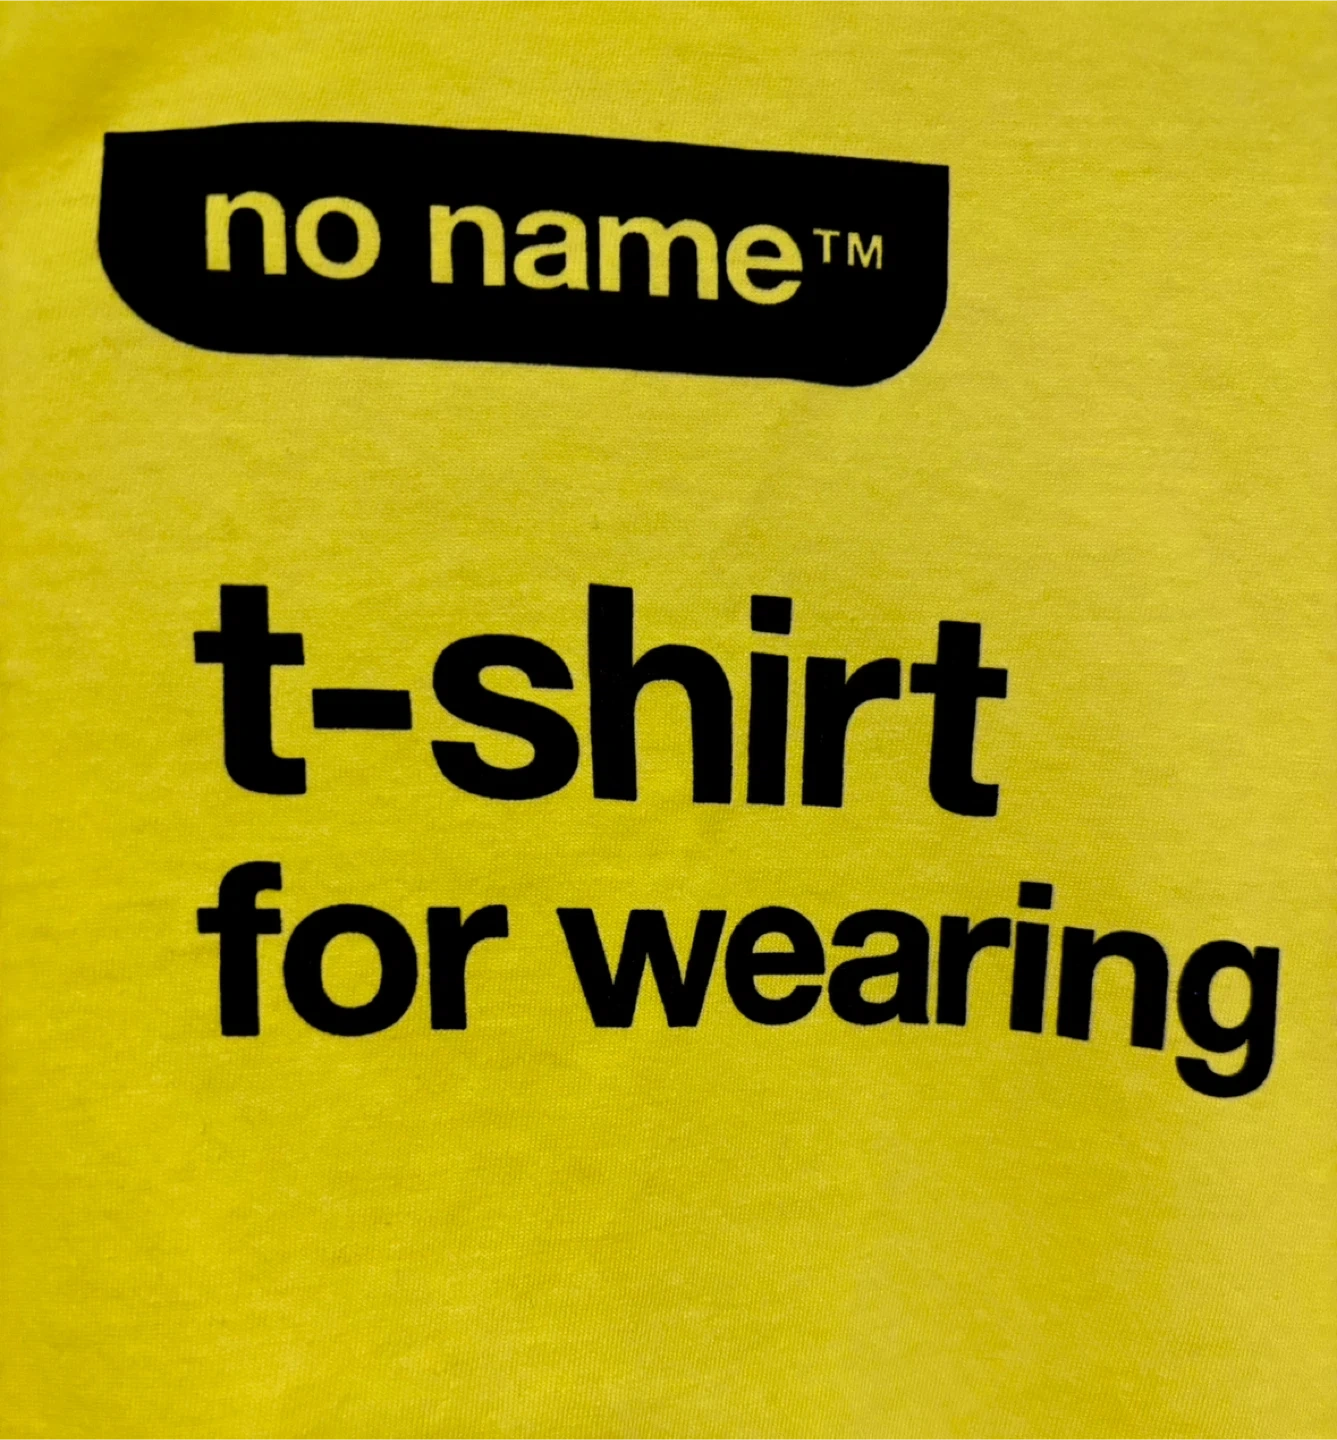 no name™
t-shirt
for wearing